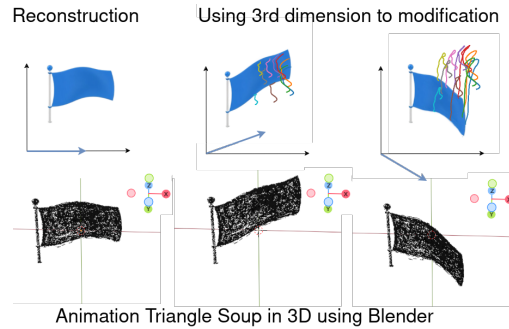 Reconstruction
Using 3rd dimension to modification
Z
X
Y
Z
X
Y
Z
X
Y
Animation Triangle Soup in 3D using Blender